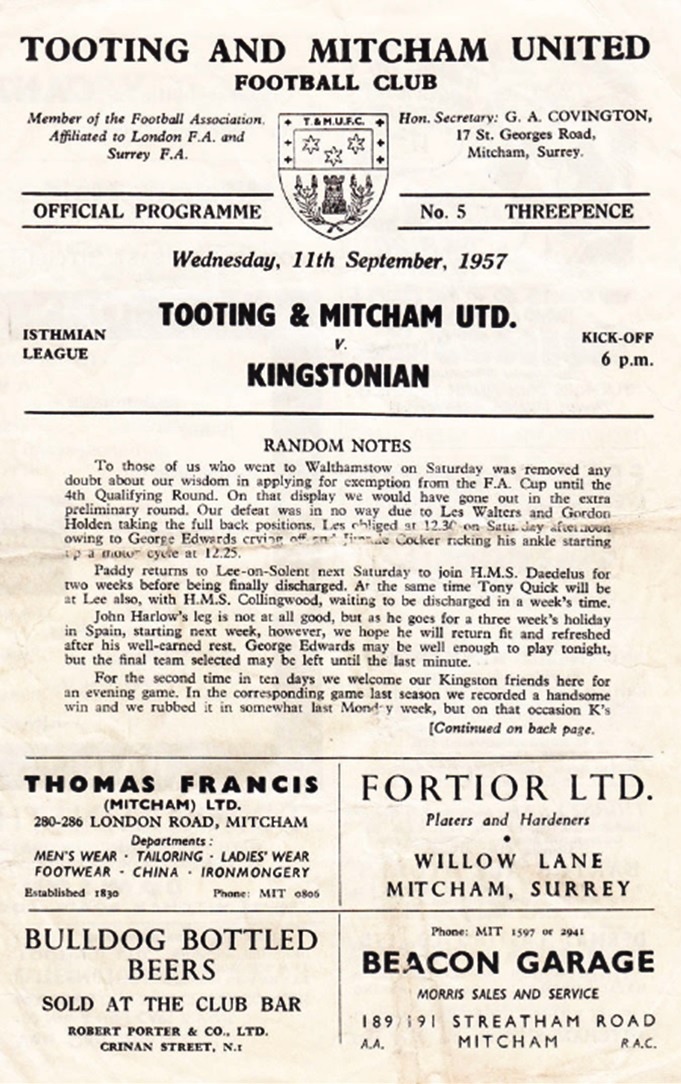 TOOTING AND MITCHAM UNITED
FOOTBALL CLUB
Member of the Football Association.
Affiliated to London F.A. and
Surrey F.A.
T. & M.U.F.C.
Hon. Secretary: G. A. COVINGTON,
17 St. Georges Road,
Mitcham, Surrey.
OFFICIAL PROGRAMME
No. 5 THREEPENCE
Wednesday, 11th September, 1957
ISTHMIAN
LEAGUE
TOOTING & MITCHAM UTD.
v.
KINGSTONIAN
KICK-OFF
6 p.m.
RANDOM NOTES
To those of us who went to Walthamstow on Saturday was removed any
doubt about our wisdom in applying for exemption from the F.A. Cup until the
4th Qualifying Round. On that display we would have gone out in the extra
preliminary round. Our defeat was in no way due to Les Walters and Gordon
Holden taking the full back positions. Les obliged at 12.30 on Saturday afternoon
owing to George Edwards crying off and Cocker ricking his ankle starting
up a motor cycle at 12.25.
Paddy returns to Lee-on-Solent next Saturday to join H.M.S. Daedelus for
two weeks before being finally discharged. At the same time Tony Quick will be
at Lee also, with H.M.S. Collingwood, waiting to be discharged in a week's time.
John Harlow's leg is not at all good, but as he goes for a three week's holiday
in Spain, starting next week, however, we hope he will return fit and refreshed
after his well-earned rest. George Edwards may be well enough to play tonight,
but the final team selected may be left until the last minute.
For the second time in ten days we welcome our Kingston friends here for
an evening game. In the corresponding game last season we recorded a handsome
win and we rubbed it in somewhat last Monday week, but on that occasion K's
[Continued on back page.
THOMAS FRANCIS
(MITCHAM) LTD.
280-286 LONDON ROAD, MITCHAM
Departments:
MEN'S WEAR · TAILORING · LADIES' WEAR
FOOTWEAR · CHINA · IRONMONGERY
Established 1830 Phone: MIT 0806
FORTIOR LTD.
Platers and Hardeners
•
WILLOW LANE
MITCHAM, SURREY
BULLDOG BOTTLED
BEERS
SOLD AT THE CLUB BAR
ROBERT PORTER & CO., LTD.
CRINAN STREET, N.1
Phone: MIT 1597 or 2941
BEACON GARAGE
MORRIS SALES AND SERVICE
189/191 STREATHAM ROAD
A.A. MITCHAM R.A.C.